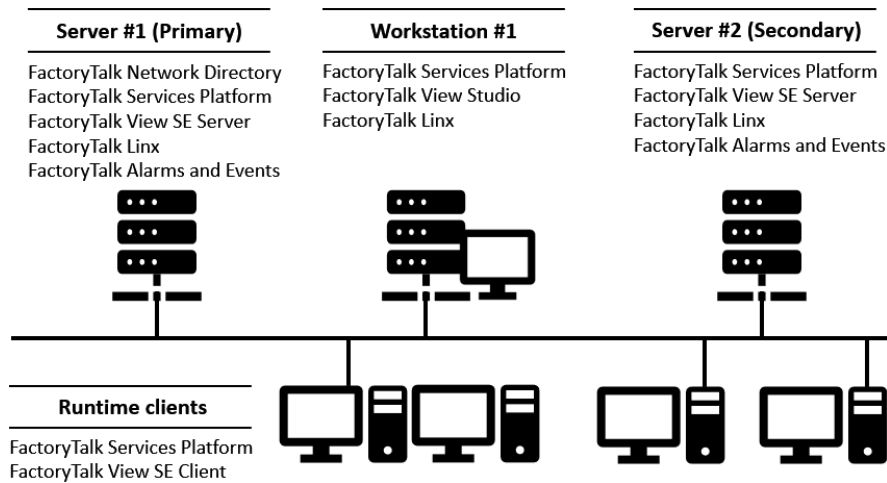 Server #1 (Primary)
FactoryTalk Network Directory
FactoryTalk Services Platform
FactoryTalk View SE Server
FactoryTalk Linx
FactoryTalk Alarms and Events
Workstation #1
FactoryTalk Services Platform
FactoryTalk View Studio
FactoryTalk Linx
Server #2 (Secondary)
FactoryTalk Services Platform
FactoryTalk View SE Server
FactoryTalk Linx
FactoryTalk Alarms and Events
Runtime clients
FactoryTalk Services Platform
FactoryTalk View SE Client